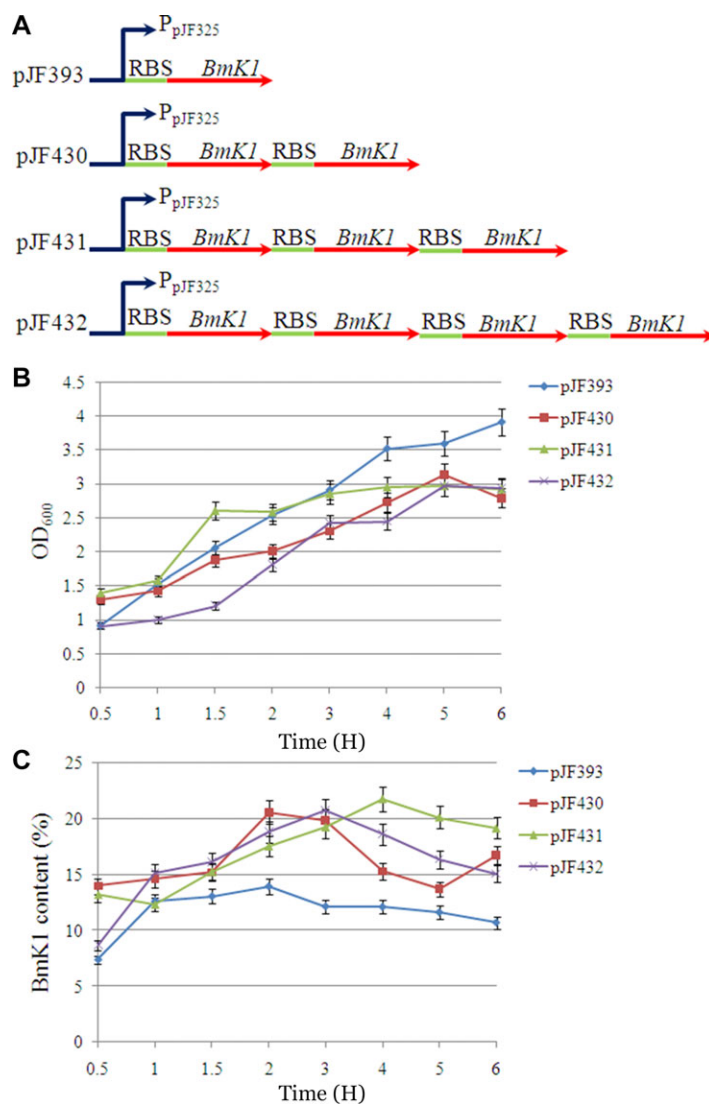 A
P_pJF325
pJF393 RBS BmK1
P_pJF325
pJF430 RBS BmK1 RBS BmK1
P_pJF325
pJF431 RBS BmK1 RBS BmK1 RBS BmK1
P_pJF325
pJF432 RBS BmK1 RBS BmK1 RBS BmK1 RBS BmK1
B
4.5
4
3.5
3
2.5
2
1.5
1
0.5
0
OD600
0.5 1 1.5 2 3 4 5 6
Time (H)
pJF393
pJF430
pJF431
pJF432
C
25
20
15
10
5
0
BmK1 content (%)
0.5 1 1.5 2 3 4 5 6
Time (H)
pJF393
pJF430
pJF431
pJF432